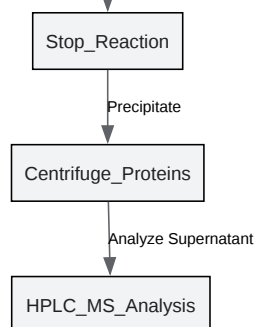 Stop_Reaction
Precipitate
Centrifuge_Proteins
Analyze Supernatant
HPLC_MS_Analysis